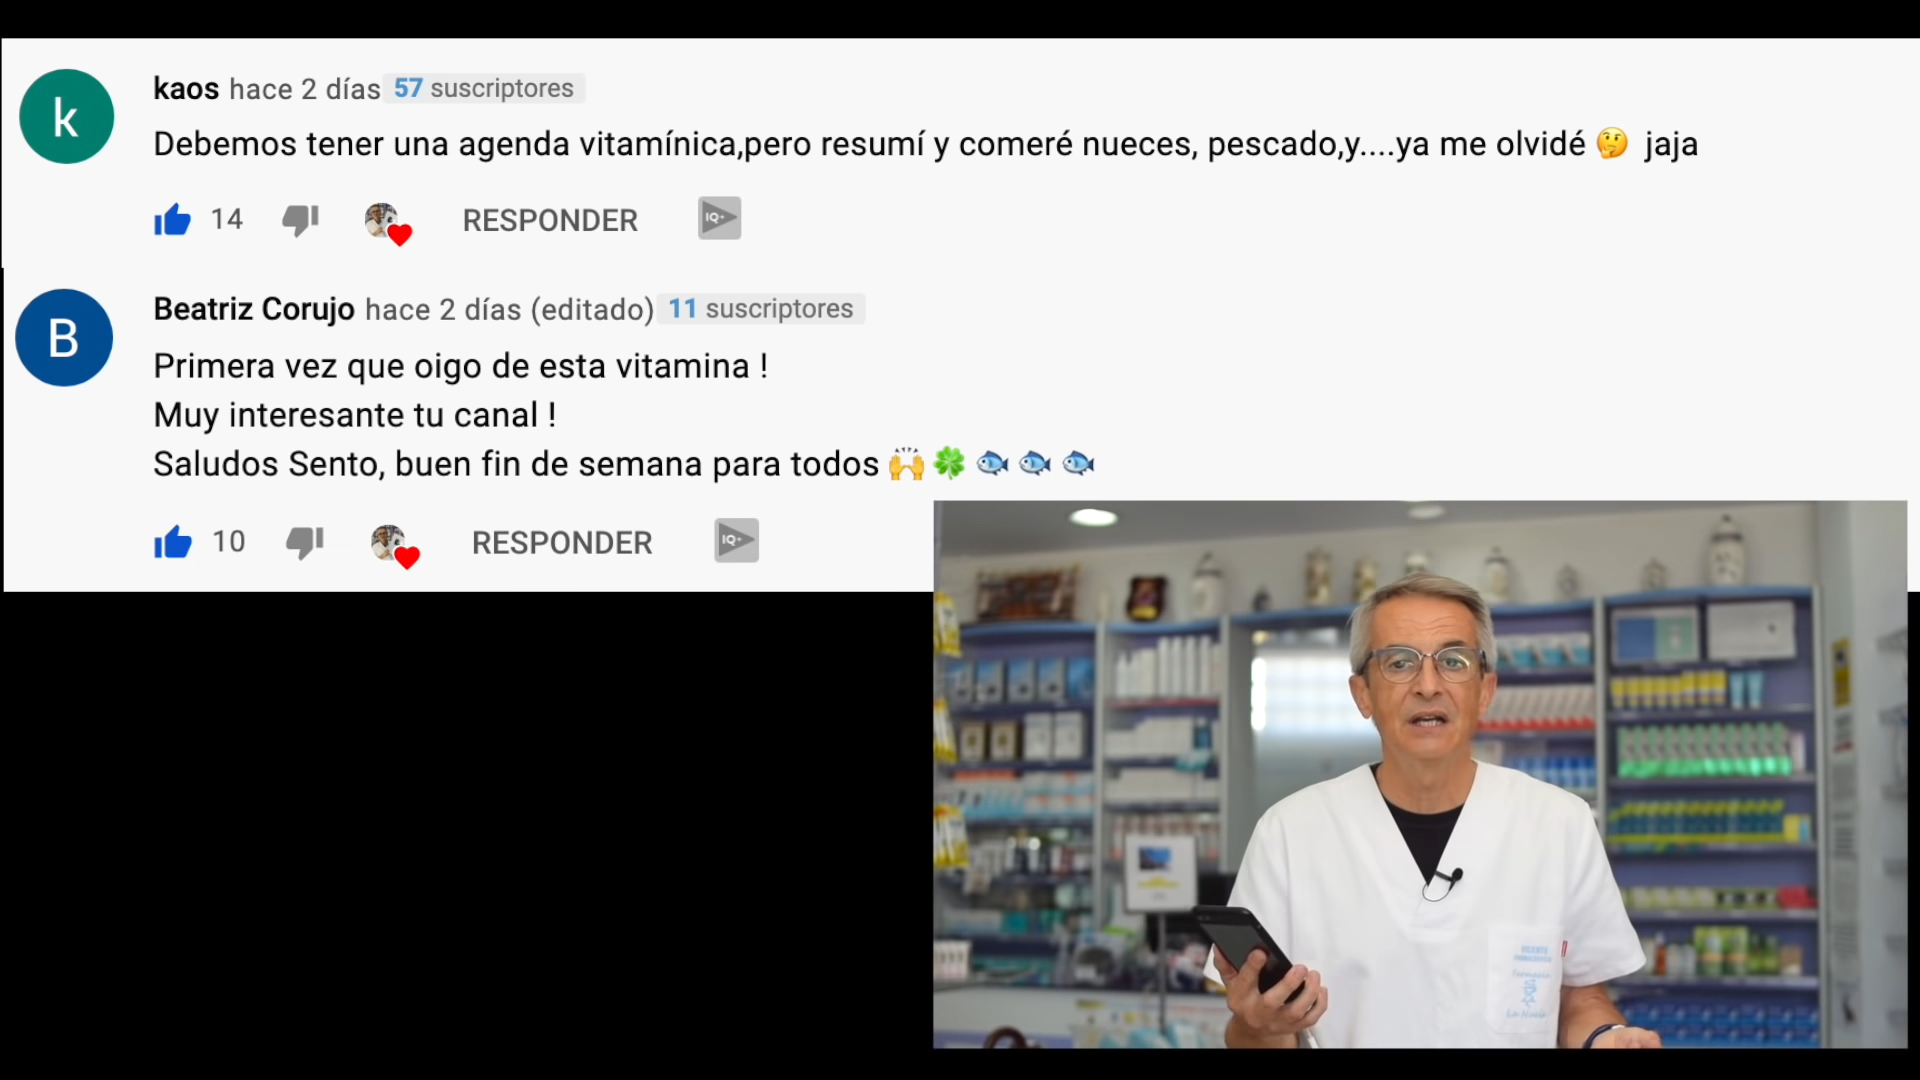 kaos hace 2 días 57 suscriptores
Debemos tener una agenda vitamínica,pero resumí y comeré nueces, pescado,y....ya me olvidé 🤔 jaja
14 RESPONDER IQ+
Beatriz Corujo hace 2 días (editado) 11 suscriptores
Primera vez que oigo de esta vitamina !
Muy interesante tu canal !
Saludos Sento, buen fin de semana para todos 🙌🍀🐟🐟🐟
10 RESPONDER IQ+